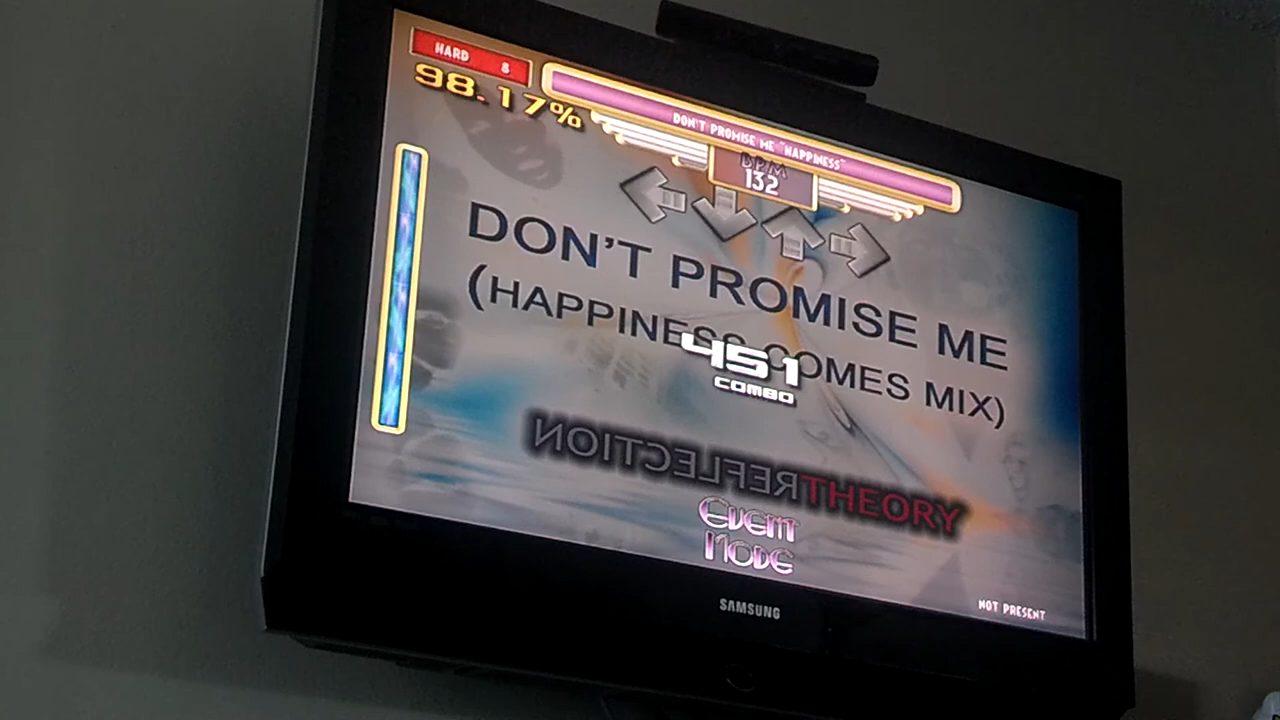 HARD 8
98.17%
DON'T PROMISE ME "HAPPINESS"
BPM
132
DON'T PROMISE ME
(HAPPINESS COMES MIX)
451
COMBO
REFLECTIONTHEORY
EVENT
MODE
NOT PRESENT
SAMSUNG